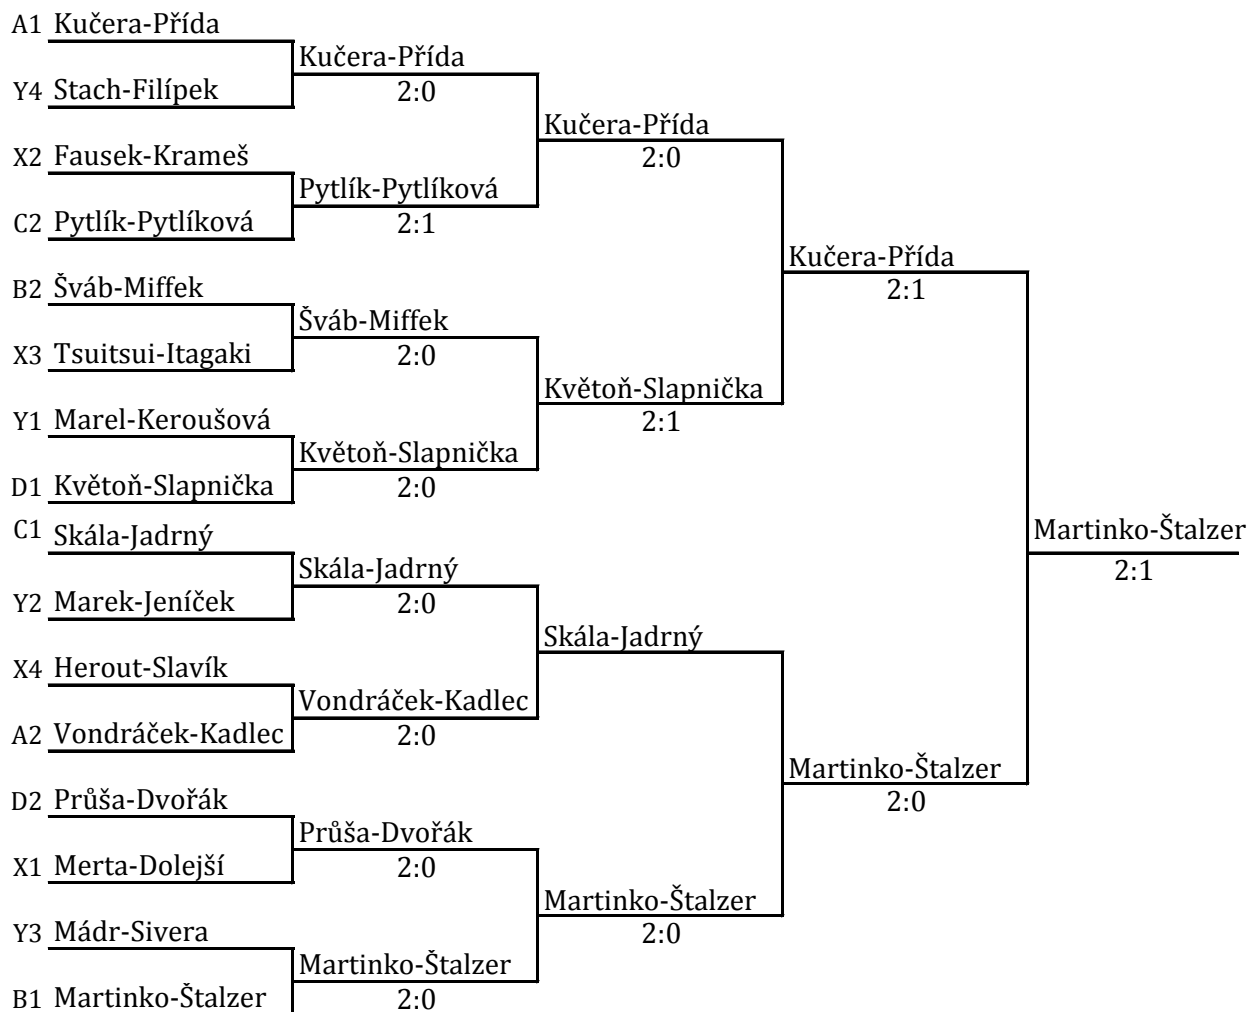 A1 Kučera-Přída
Kučera-Přída
Y4 Stach-Filípek
2:0
Kučera-Přída
X2 Fausek-Krameš
2:0
Pytlík-Pytlíková
C2 Pytlík-Pytlíková
2:1
Kučera-Přída
B2 Šváb-Miffek
2:1
Šváb-Miffek
X3 Tsuitsui-Itagaki
2:0
Květoň-Slapnička
Y1 Marel-Keroušová
2:1
Květoň-Slapnička
D1 Květoň-Slapnička
2:0
C1 Skála-Jadrný
Martinko-Štalzer
2:1
Skála-Jadrný
Y2 Marek-Jeníček
2:0
Skála-Jadrný
X4 Herout-Slavík
Vondráček-Kadlec
A2 Vondráček-Kadlec
2:0
Martinko-Štalzer
D2 Průša-Dvořák
2:0
Průša-Dvořák
X1 Merta-Dolejší
2:0
Martinko-Štalzer
Y3 Mádr-Sivera
2:0
Martinko-Štalzer
B1 Martinko-Štalzer
2:0